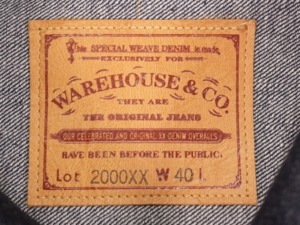 This SPECIAL WEAVE DENIM is made
EXCLUSIVELY FOR
WAREHOUSE & CO.
THEY ARE
THE ORIGINAL JEANS
OUR CELEBRATED AND ORIGINAL XX DENIM OVERALLS
HAVE BEEN BEFORE THE PUBLIC.
Lot 2000XX W 40 L